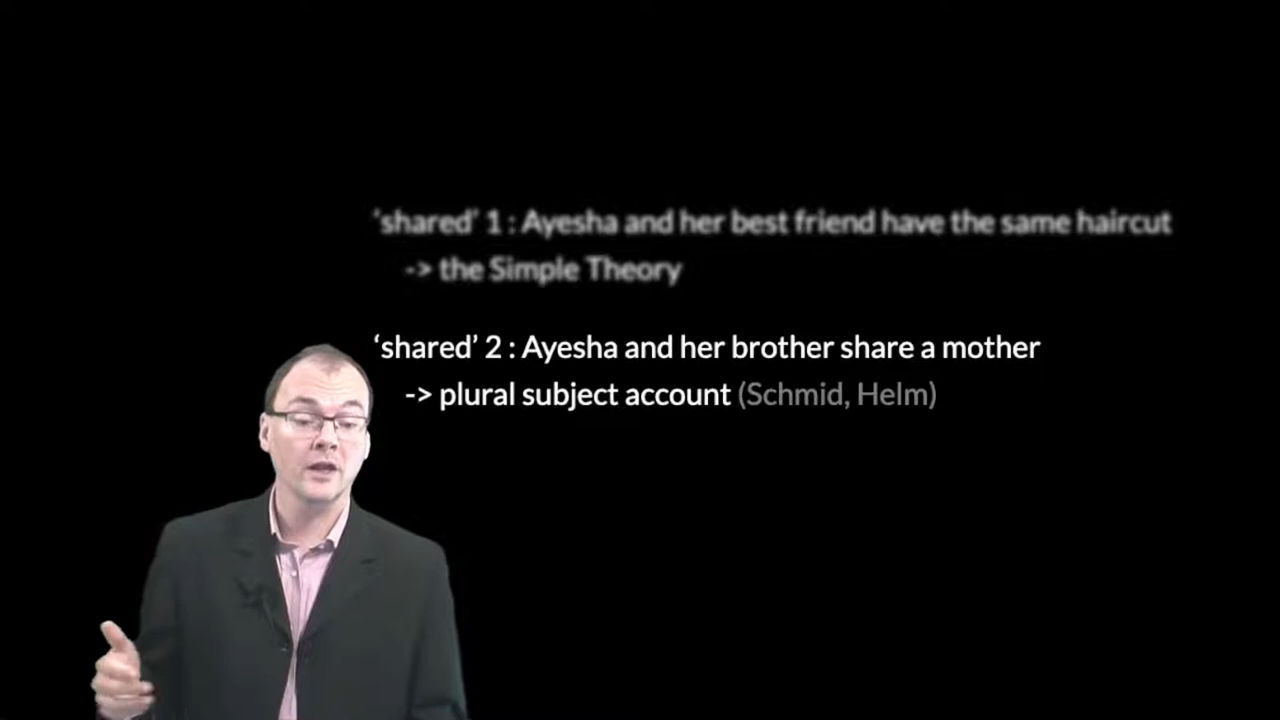 ‘shared’ 1 : Ayesha and her best friend have the same haircut
-> the Simple Theory
‘shared’ 2 : Ayesha and her brother share a mother
-> plural subject account (Schmid, Helm)